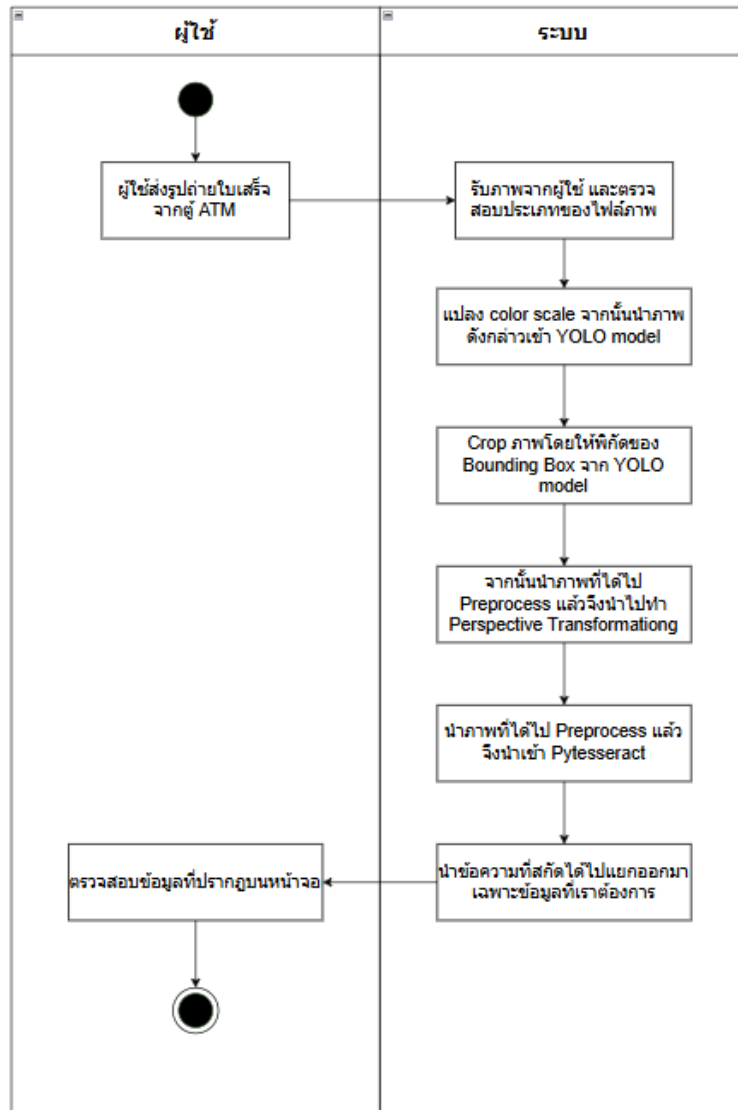 ผู้ใช้
ระบบ
ผู้ใช้ส่งรูปถ่ายใบเสร็จ
จากตู้ ATM
รับภาพจากผู้ใช้ และตรวจ
สอบประเภทของไฟล์ภาพ
แปลง color scale จากนั้นนำภาพ
ดังกล่าวเข้า YOLO model
Crop ภาพโดยให้พิกัดของ
Bounding Box จาก YOLO
model
จากนั้นนำภาพที่ได้ไป
Preprocess แล้วจึงนำไปทำ
Perspective Transformationg
นำภาพที่ได้ไป Preprocess แล้ว
จึงนำเข้า Pytesseract
นำข้อความที่สกัดได้ไปแยกออกมา
เฉพาะข้อมูลที่เราต้องการ
ตรวจสอบข้อมูลที่ปรากฏบนหน้าจอ